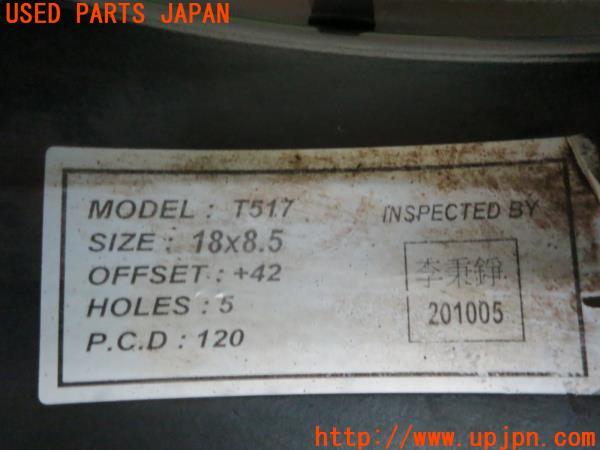 USED PARTS JAPAN
MODEL : T517
SIZE : 18x8.5
OFFSET : +42
HOLES : 5
P.C.D : 120
INSPECTED BY
李秉錚
201005
http://www.upjpn.com/